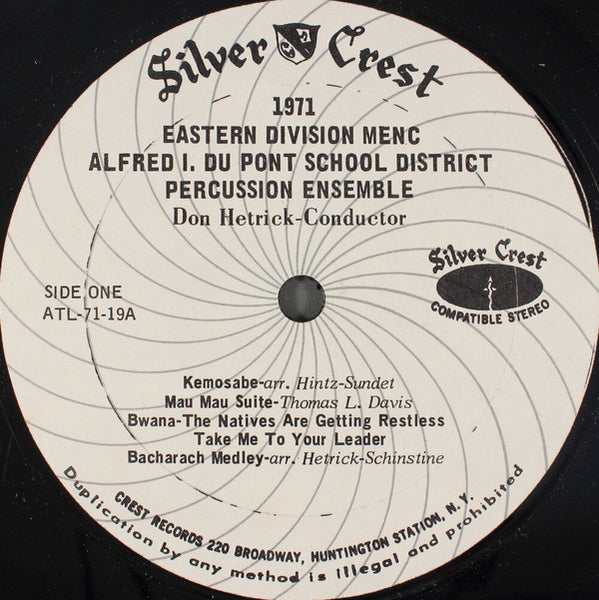 Silver Crest
1971
EASTERN DIVISION MENC
ALFRED I. DU PONT SCHOOL DISTRICT
PERCUSSION ENSEMBLE
Don Hetrick-Conductor
SIDE ONE
ATL-71-19A
Silver Crest
COMPATIBLE STEREO
Kemosabe-arr. Hintz-Sundet
Mau Mau Suite-Thomas L. Davis
Bwana-The Natives Are Getting Restless
Take Me To Your Leader
Bacharach Medley-arr. Hetrick-Schinstine
CREST RECORDS 220 BROADWAY, HUNTINGTON STATION, N.Y.
Duplication by any method is illegal and prohibited